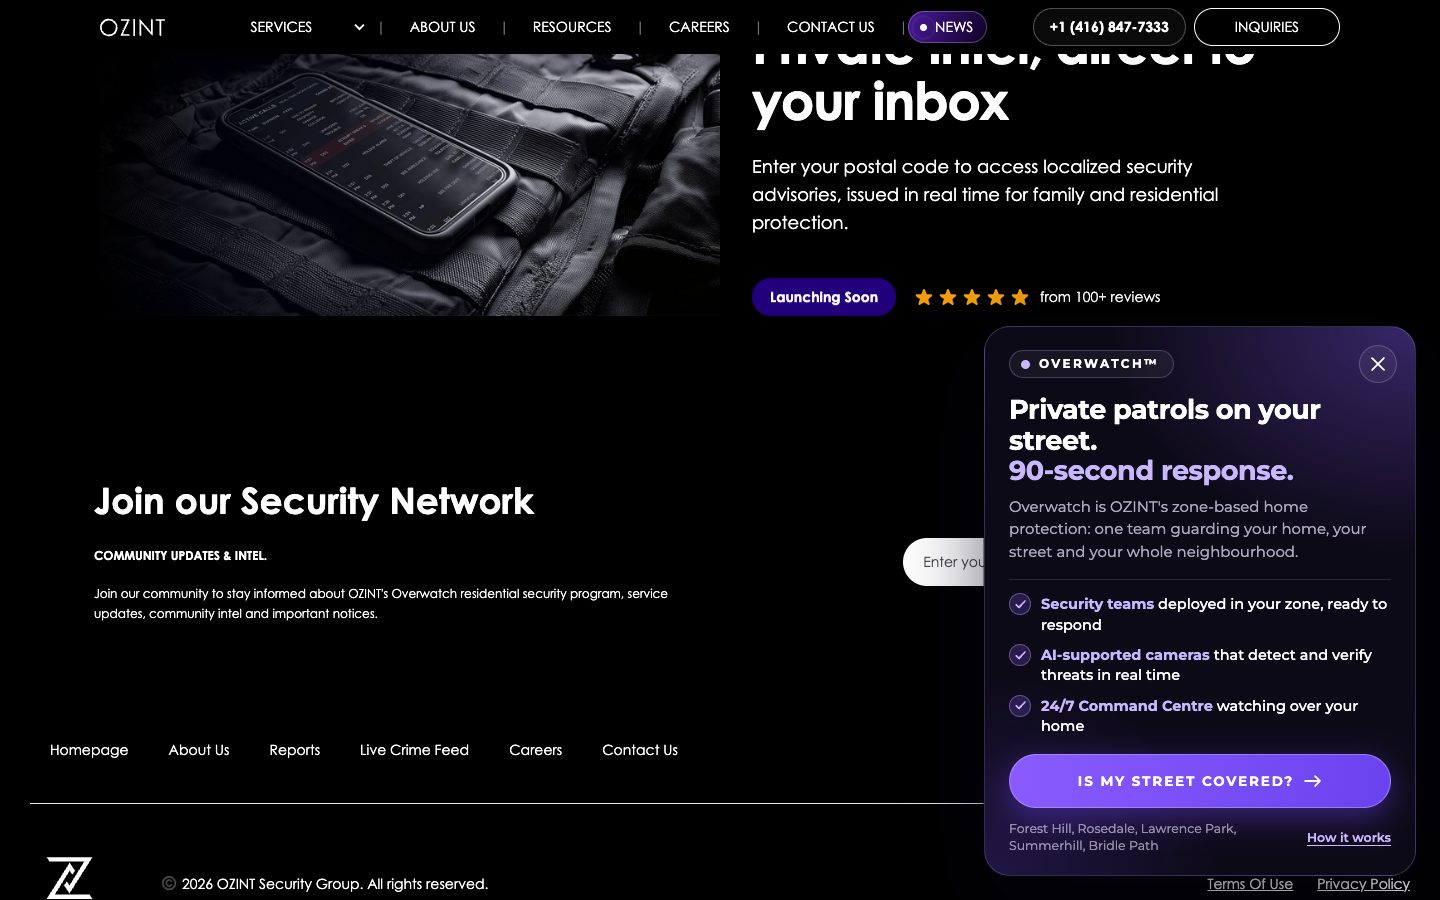 OZINT
SERVICES | ABOUT US | RESOURCES | CAREERS | CONTACT US | NEWS
+1 (416) 847-7333
INQUIRIES
Private intel, direct to
your inbox
Enter your postal code to access localized security
advisories, issued in real time for family and residential
protection.
Launching Soon
from 100+ reviews
ACTIVE CALLS
OVERWATCH™
Private patrols on your
street.
90-second response.
Overwatch is OZINT's zone-based home
protection: one team guarding your home, your
street and your whole neighbourhood.
Security teams deployed in your zone, ready to
respond
AI-supported cameras that detect and verify
threats in real time
24/7 Command Centre watching over your
home
IS MY STREET COVERED? →
Forest Hill, Rosedale, Lawrence Park,
Summerhill, Bridle Path
How it works
Join our Security Network
COMMUNITY UPDATES & INTEL.
Join our community to stay informed about OZINT's Overwatch residential security program, service
updates, community intel and important notices.
Enter you
Homepage
About Us
Reports
Live Crime Feed
Careers
Contact Us
© 2026 OZINT Security Group. All rights reserved.
Terms Of Use
Privacy Policy